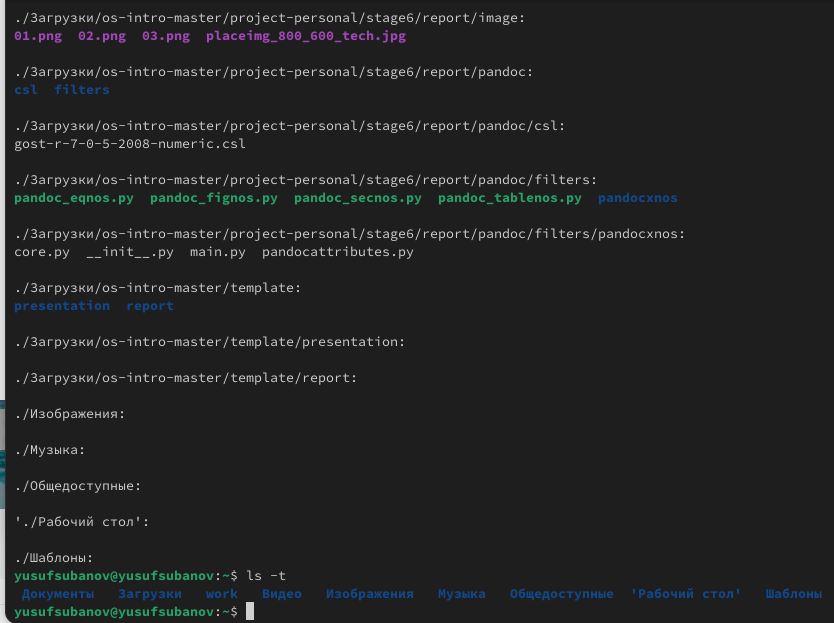 ./Загрузки/os-intro-master/project-personal/stage6/report/image:
01.png  02.png  03.png  placeimg_800_600_tech.jpg
./Загрузки/os-intro-master/project-personal/stage6/report/pandoc:
csl  filters
./Загрузки/os-intro-master/project-personal/stage6/report/pandoc/csl:
gost-r-7-0-5-2008-numeric.csl
./Загрузки/os-intro-master/project-personal/stage6/report/pandoc/filters:
pandoc_eqnos.py  pandoc_fignos.py  pandoc_secnos.py  pandoc_tablenos.py  pandocxnos
./Загрузки/os-intro-master/project-personal/stage6/report/pandoc/filters/pandocxnos:
core.py  __init__.py  main.py  pandocattributes.py
./Загрузки/os-intro-master/template:
presentation  report
./Загрузки/os-intro-master/template/presentation:
./Загрузки/os-intro-master/template/report:
./Изображения:
./Музыка:
./Общедоступные:
'./Рабочий стол':
./Шаблоны:
yusufsubanov@yusufsubanov:~$ ls -t
Документы   Загрузки   work   Видео   Изображения   Музыка   Общедоступные  'Рабочий стол'   Шаблоны
yusufsubanov@yusufsubanov:~$